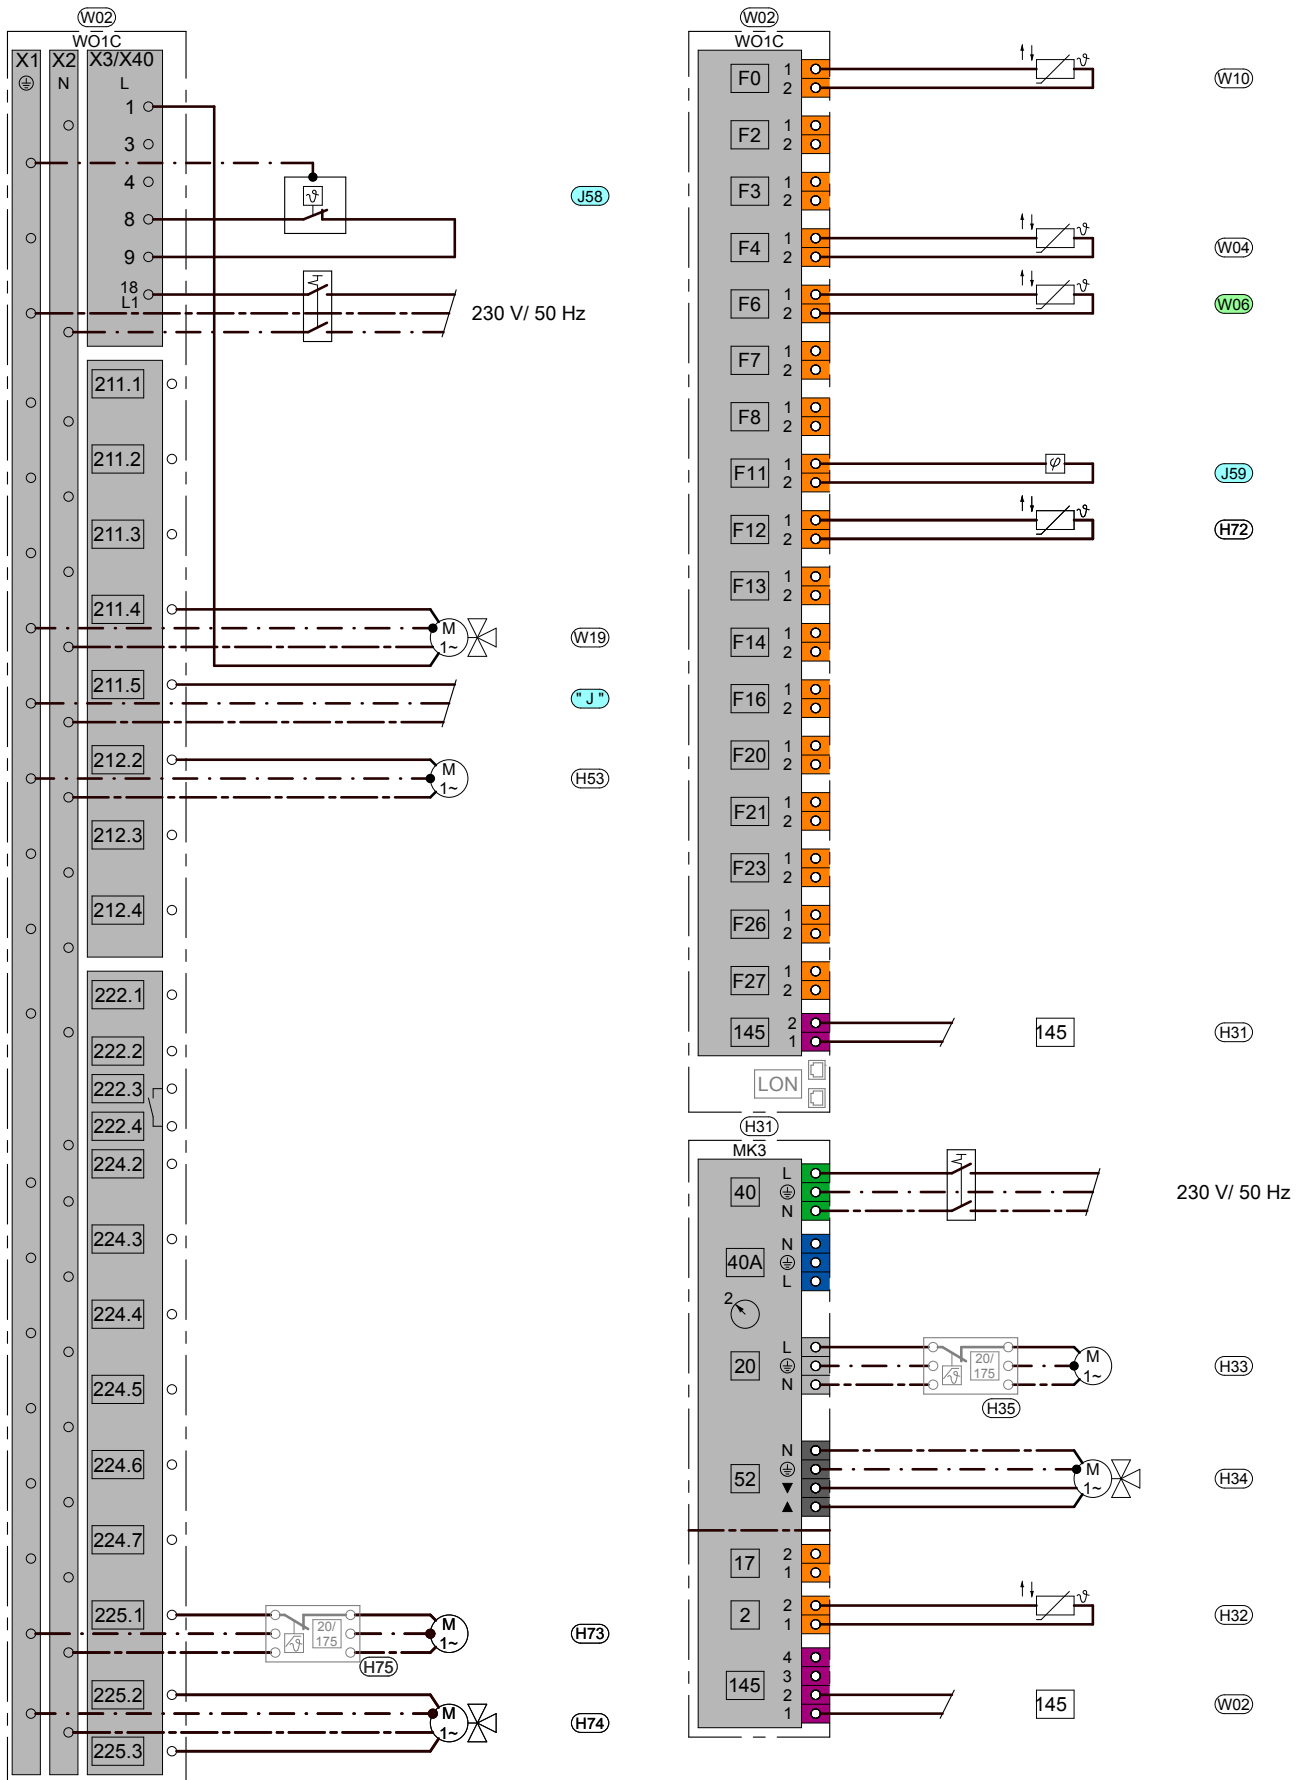 W02
WO1C
X1 X2 X3/X40
N L
1
3
4
8
9
18
L1
ϑ
J58
230 V/ 50 Hz
211.1
211.2
211.3
211.4
M
1~
W19
211.5
" J "
212.2
M
1~
H53
212.3
212.4
222.1
222.2
222.3
222.4
224.2
224.3
224.4
224.5
224.6
224.7
225.1
ϑ
20/
175
M
1~
H73
H75
225.2
M
1~
H74
225.3
W02
WO1C
F0 1 ϑ W10
2
F2 1
2
F3 1
2
F4 1 ϑ W04
2
F6 1 ϑ W06
2
F7 1
2
F8 1
2
F11 1 φ J59
2
F12 1 ϑ H72
2
F13 1
2
F14 1
2
F16 1
2
F20 1
2
F21 1
2
F23 1
2
F26 1
2
F27 1
2
145 2 145 H31
1
LON
H31
MK3
40 L
N
230 V/ 50 Hz
40A N
L
2
20 L
N
ϑ
20/
175
M
1~
H33
H35
52 N
▼
▲
M
1~
H34
17 2
1
2 2 ϑ H32
1
145 4
3
2 145 W02
1